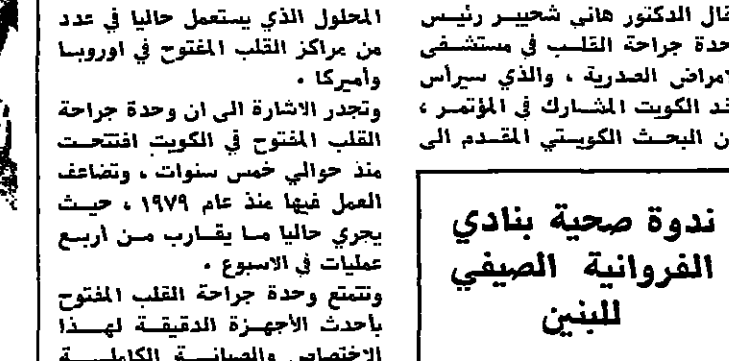 قال الدكتور هاني شحيبر رئيس
وحدة جراحة القلب في مستشفى
الامراض الصدرية ، والذي سيرأس
وفد الكويت المشارك في المؤتمر ،
ان البحث الكويتي المقدم الى
ندوة صحية بنادي
الفروانية الصيفي
للبنين
المحلول الذي يستعمل حاليا في عدد
من مراكز القلب المفتوح في اوروبا
وأميركا .
وتجدر الاشارة الى ان وحدة جراحة
القلب المفتوح في الكويت افتتحت
منذ حوالي خمس سنوات ، وتضاعف
العمل فيها منذ عام ١٩٧٩ ، حيث
يجري حاليا ما يقارب من اربع
عمليات في الاسبوع .
وتتمتع وحدة جراحة القلب المفتوح
بأحدث الأجهزة الدقيقة لهذا
الاختصاص والصيانة الكاملة